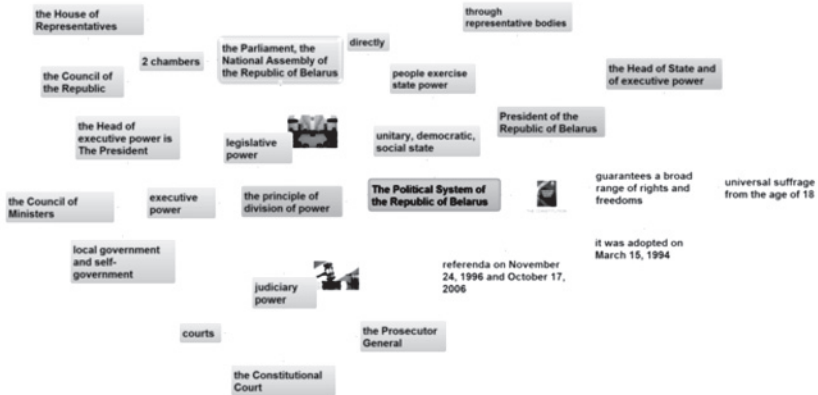 the House of
Representatives
through
representative bodies
2 chambers
the Parliament, the
National Assembly of
the Republic of Belarus
directly
the Council of
the Republic
people exercise
state power
the Head of State and
of executive power
the Head of
executive power is
The President
legislative
power
unitary, democratic,
social state
President of the
Republic of Belarus
the Council of
Ministers
executive
power
the principle of
division of power
The Political System of
the Republic of Belarus
guarantees a broad
range of rights and
freedoms
universal suffrage
from the age of 18
local government
and self-
government
judiciary
power
referenda on November
24, 1996 and October 17,
2006
it was adopted on
March 15, 1994
courts
the Prosecutor
General
the Constitutional
Court